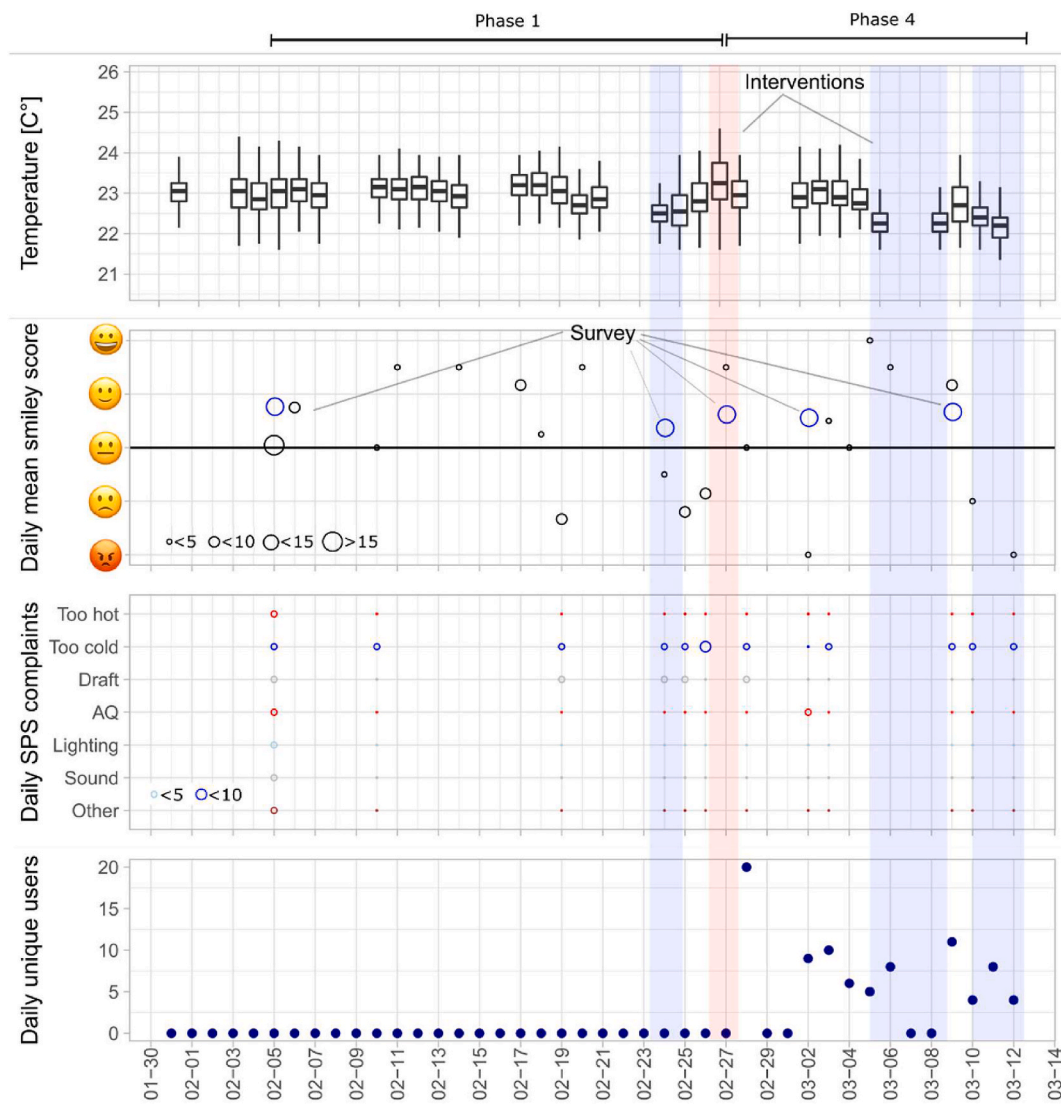 Phase 1
Phase 4
Temperature [C°]
26
25
24
23
22
21
Interventions
Daily mean smiley score
Survey
<5
<10
<15
>15
Daily SPS complaints
Too hot
Too cold
Draft
AQ
Lighting
Sound
Other
<5
<10
Daily unique users
20
15
10
5
0
01-30
02-01
02-03
02-05
02-07
02-09
02-11
02-13
02-15
02-17
02-19
02-21
02-23
02-25
02-27
02-29
03-02
03-04
03-06
03-08
03-10
03-12
03-14